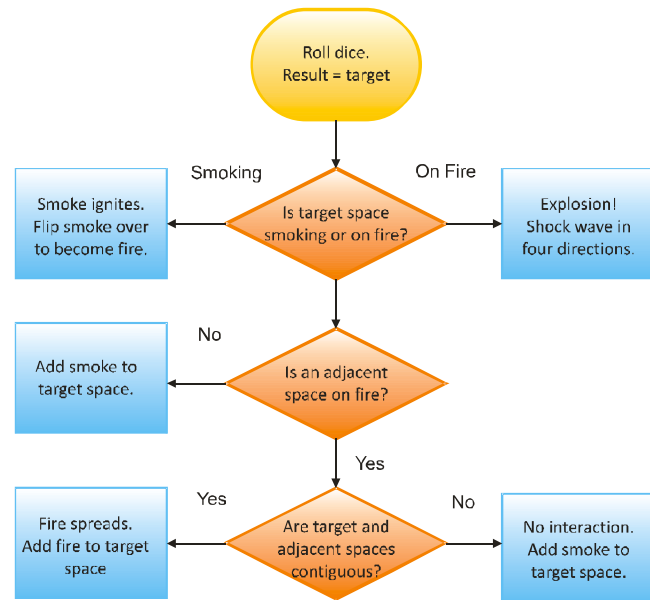 Roll dice.
Result = target
Smoking
On Fire
Smoke ignites.
Flip smoke over
to become fire.
Is target space
smoking or on fire?
Explosion!
Shock wave in
four directions.
No
Add smoke to
target space.
Is an adjacent
space on fire?
Yes
Yes
No
Fire spreads.
Add fire to target
space
Are target and
adjacent spaces
contiguous?
No interaction.
Add smoke to
target space.